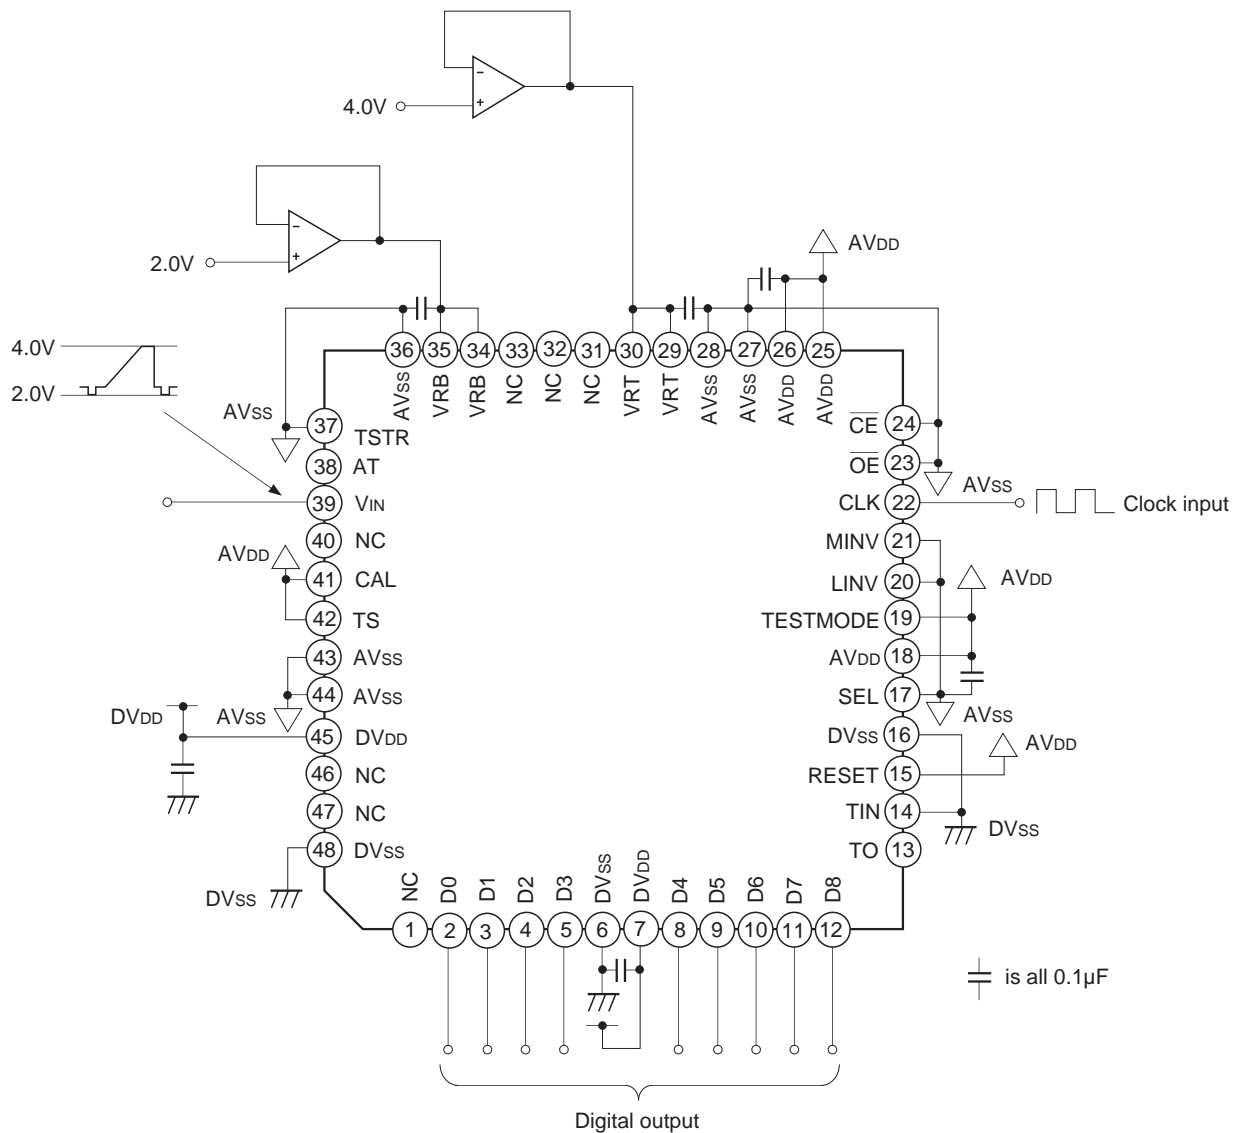 4.0V
−
+
2.0V
−
+
AVDD
4.0V
2.0V
36 35 34 33 32 31 30 29 28 27 26 25
AVSS VRB VRB NC NC NC VRT VRT AVSS AVSS AVDD AVDD
AVSS
37 TSTR
38 AT
39 VIN
40 NC
AVDD
41 CAL
42 TS
43 AVSS
44 AVSS
AVSS
DVDD
45 DVDD
46 NC
47 NC
48 DVSS
DVSS
CE 24
OE 23
AVSS
CLK 22
Clock input
MINV 21
LINV 20
AVDD
TESTMODE 19
AVDD 18
SEL 17
AVSS
DVSS 16
AVDD
RESET 15
TIN 14
DVSS
TO 13
NC D0 D1 D2 D3 DVSS DVDD D4 D5 D6 D7 D8
1 2 3 4 5 6 7 8 9 10 11 12
is all 0.1µF
Digital output